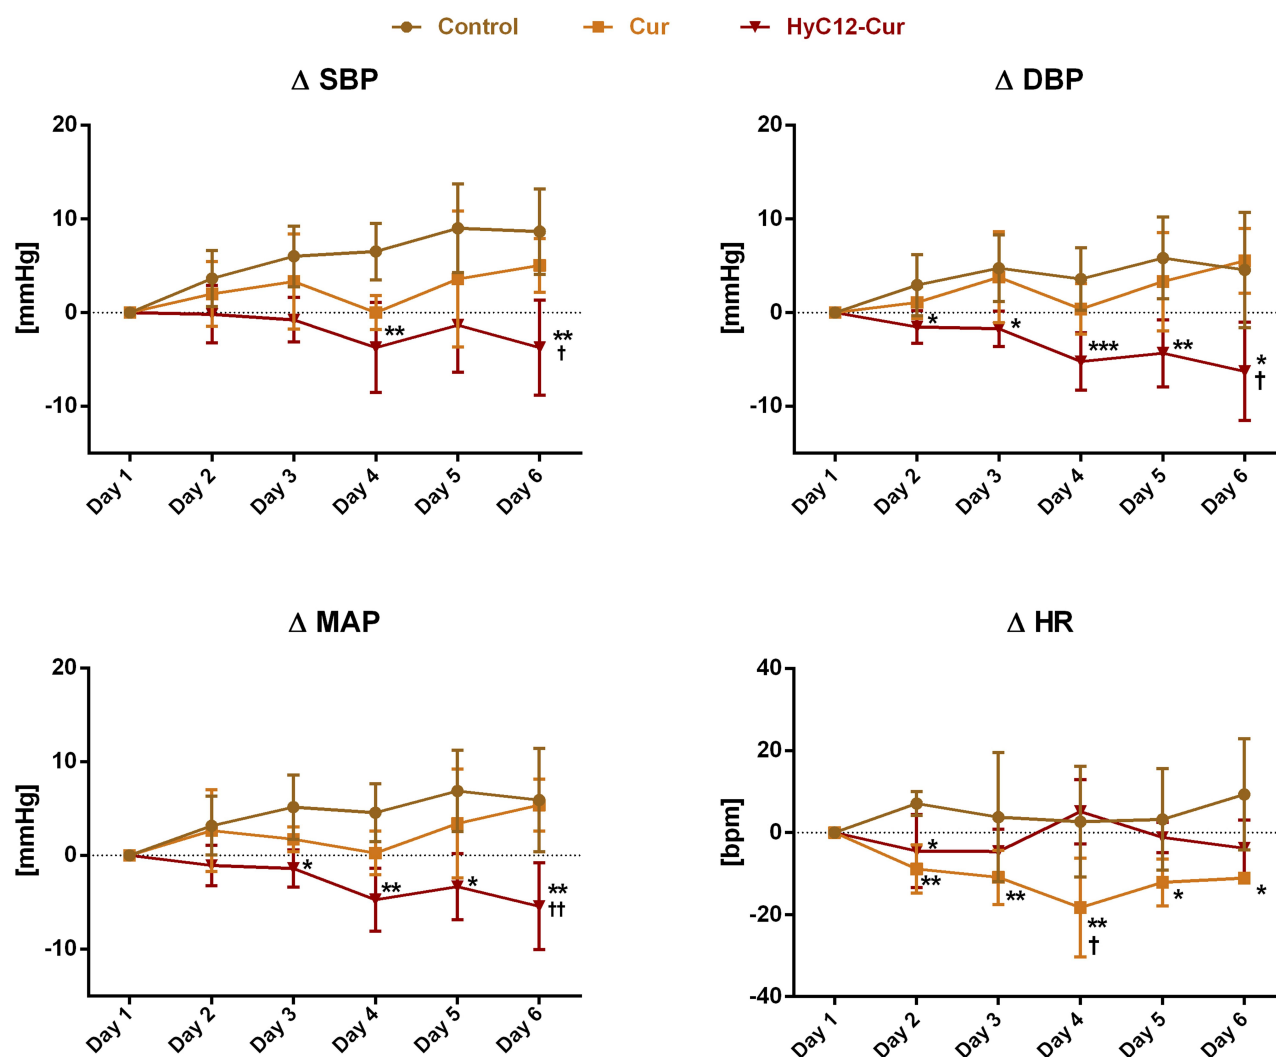 Control Cur HyC12-Cur
Δ SBP
[mmHg]
20
10
0
-10
**
**
†
Day 1 Day 2 Day 3 Day 4 Day 5 Day 6
Δ DBP
[mmHg]
20
10
0
-10
*
*
***
**
*
†
Day 1 Day 2 Day 3 Day 4 Day 5 Day 6
Δ MAP
[mmHg]
20
10
0
-10
*
**
*
**
††
Day 1 Day 2 Day 3 Day 4 Day 5 Day 6
Δ HR
[bpm]
40
20
0
-20
-40
*
**
**
**
†
*
*
Day 1 Day 2 Day 3 Day 4 Day 5 Day 6